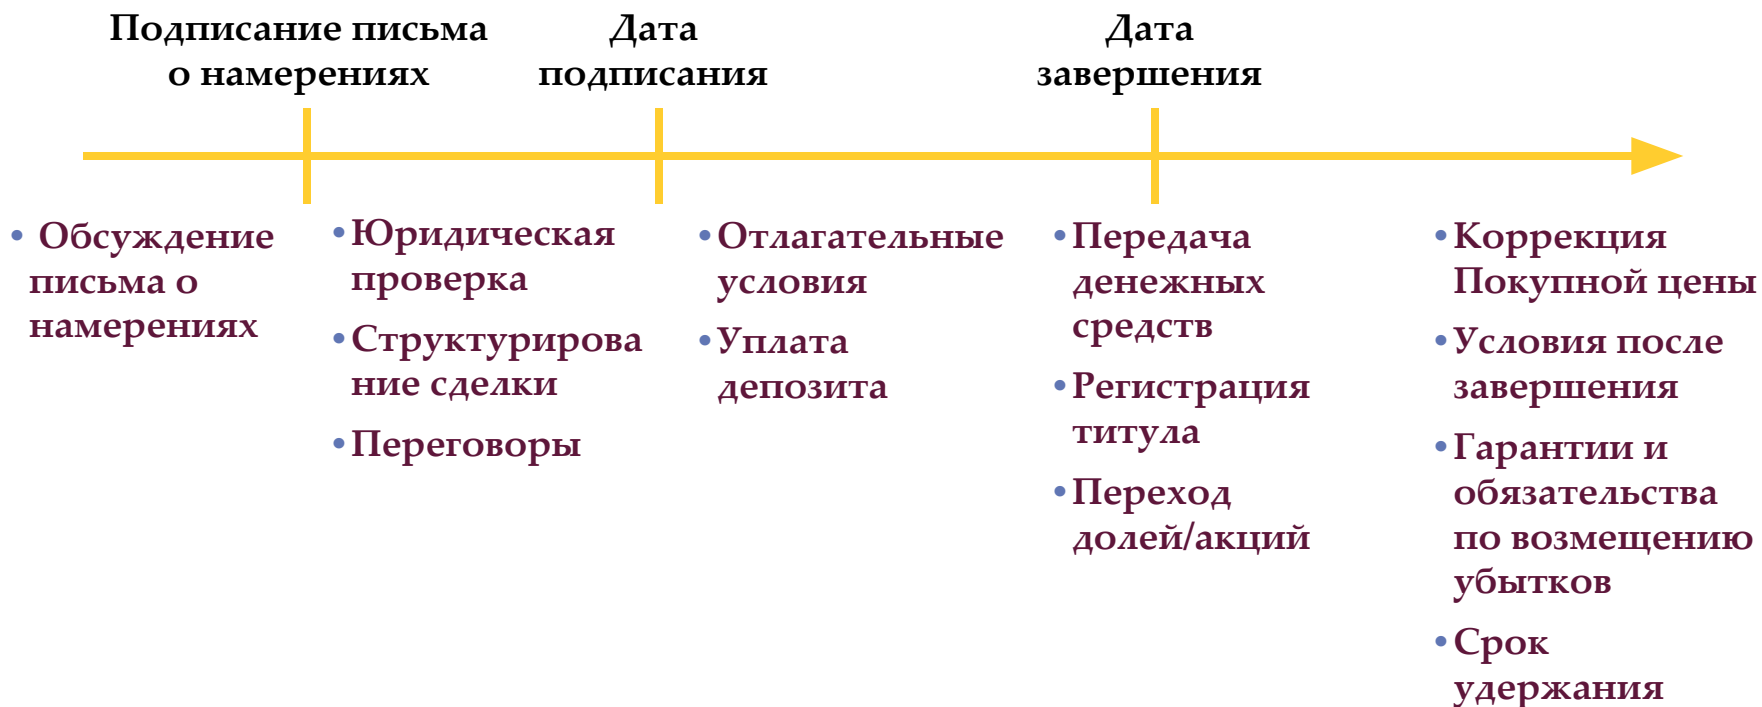 Подписание письма
о намерениях
Дата
подписания
Дата
завершения
• Обсуждение
письма о
намерениях
•Юридическая
проверка
•Структурирова
ние сделки
•Переговоры
•Отлагательные
условия
•Уплата
депозита
•Передача
денежных
средств
•Регистрация
титула
•Переход
долей/акций
•Коррекция
Покупной цены
•Условия после
завершения
•Гарантии и
обязательства
по возмещению
убытков
•Срок
удержания